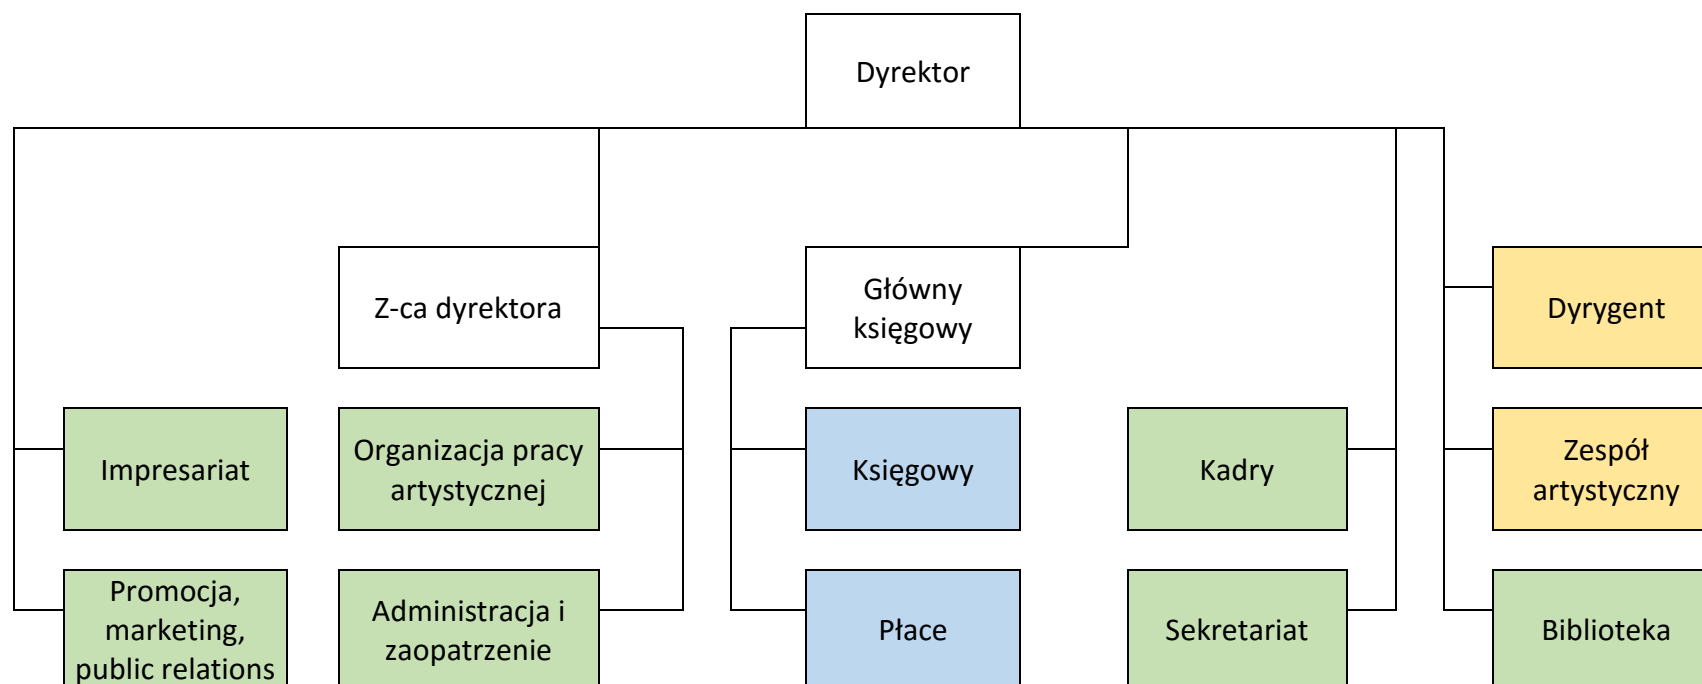 Dyrektor
Z-ca dyrektora
Główny
księgowy
Dyrygent
Impresariat
Organizacja pracy
artystycznej
Księgowy
Kadry
Zespół
artystyczny
Promocja,
marketing,
public relations
Administracja i
zaopatrzenie
Płace
Sekretariat
Biblioteka